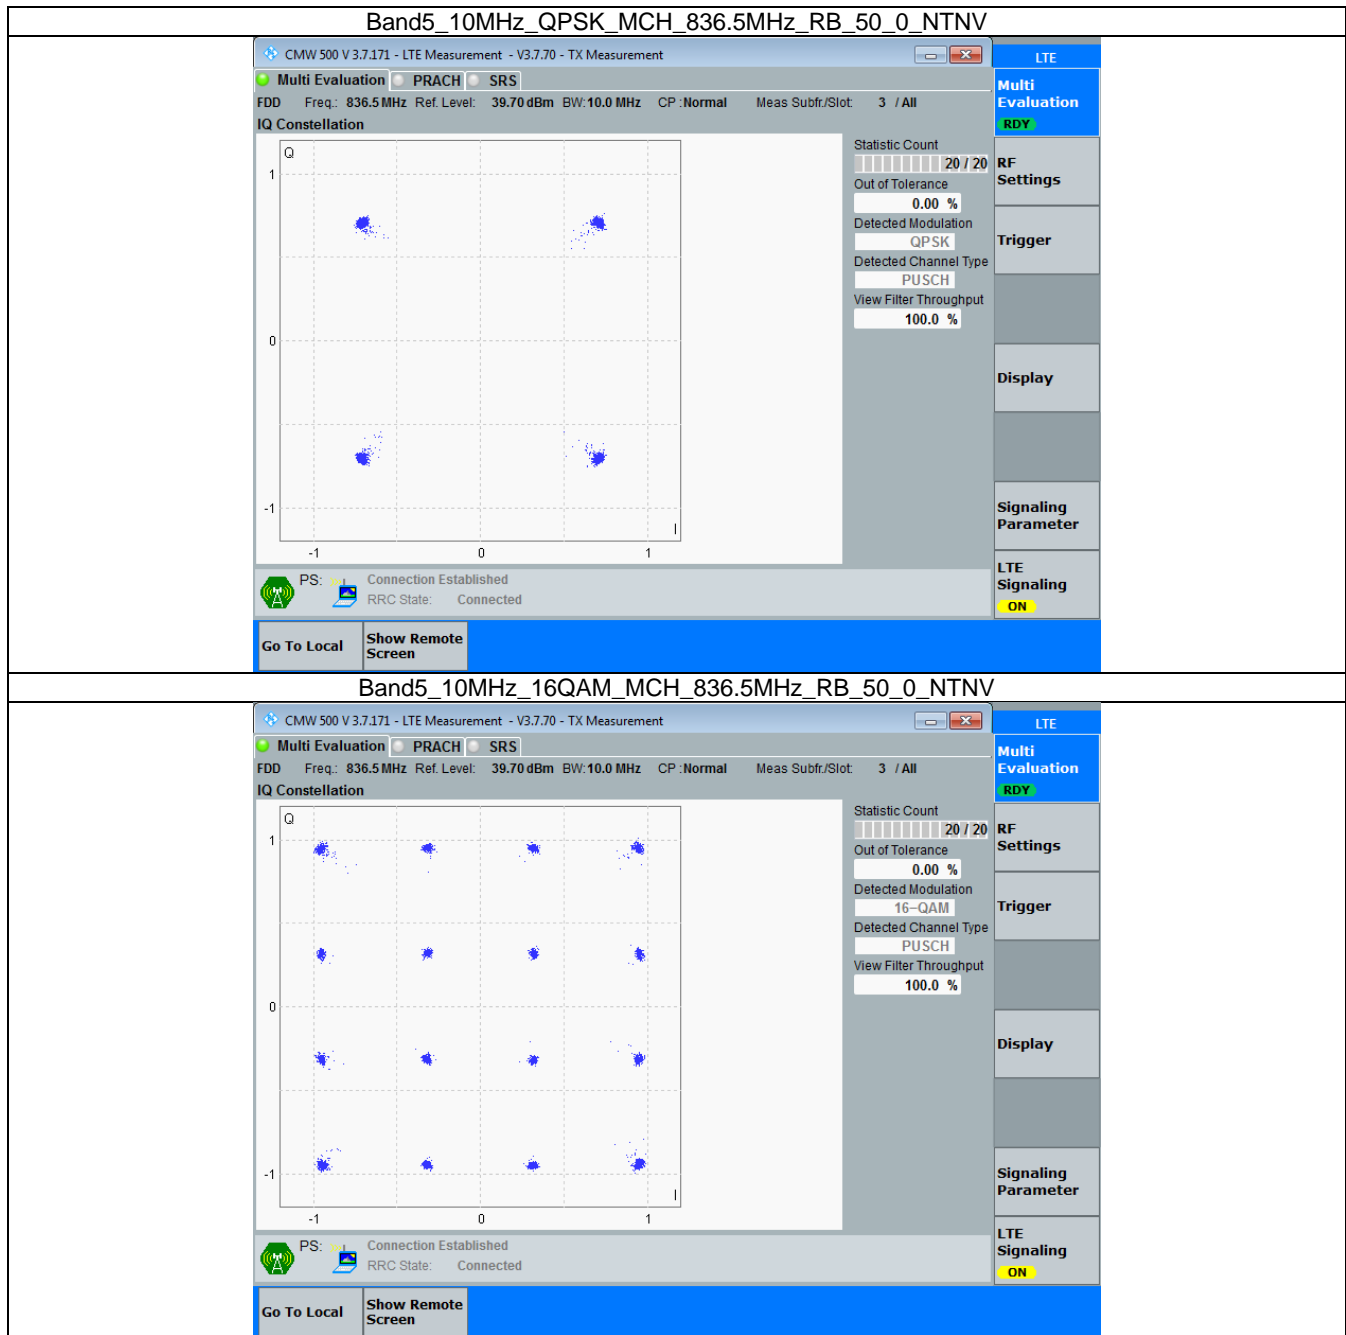 Band5_10MHz_QPSK_MCH_836.5MHz_RB_50_0_NTNV
CMW 500 V 3.7.171 - LTE Measurement - V3.7.70 - TX Measurement
LTE
Multi Evaluation PRACH SRS
Multi Evaluation
RDY
FDD Freq.: 836.5 MHz Ref. Level: 39.70 dBm BW: 10.0 MHz CP : Normal Meas Subfr./Slot: 3 / All
IQ Constellation
Q
1
0
-1
-1 0 1
I
Statistic Count
20 / 20
Out of Tolerance
0.00 %
Detected Modulation
QPSK
Detected Channel Type
PUSCH
View Filter Throughput
100.0 %
RF Settings
Trigger
Display
Signaling Parameter
LTE Signaling
ON
PS: Connection Established
RRC State: Connected
Go To Local
Show Remote Screen
Band5_10MHz_16QAM_MCH_836.5MHz_RB_50_0_NTNV
CMW 500 V 3.7.171 - LTE Measurement - V3.7.70 - TX Measurement
LTE
Multi Evaluation PRACH SRS
Multi Evaluation
RDY
FDD Freq.: 836.5 MHz Ref. Level: 39.70 dBm BW: 10.0 MHz CP : Normal Meas Subfr./Slot: 3 / All
IQ Constellation
Q
1
0
-1
-1 0 1
I
Statistic Count
20 / 20
Out of Tolerance
0.00 %
Detected Modulation
16-QAM
Detected Channel Type
PUSCH
View Filter Throughput
100.0 %
RF Settings
Trigger
Display
Signaling Parameter
LTE Signaling
ON
PS: Connection Established
RRC State: Connected
Go To Local
Show Remote Screen